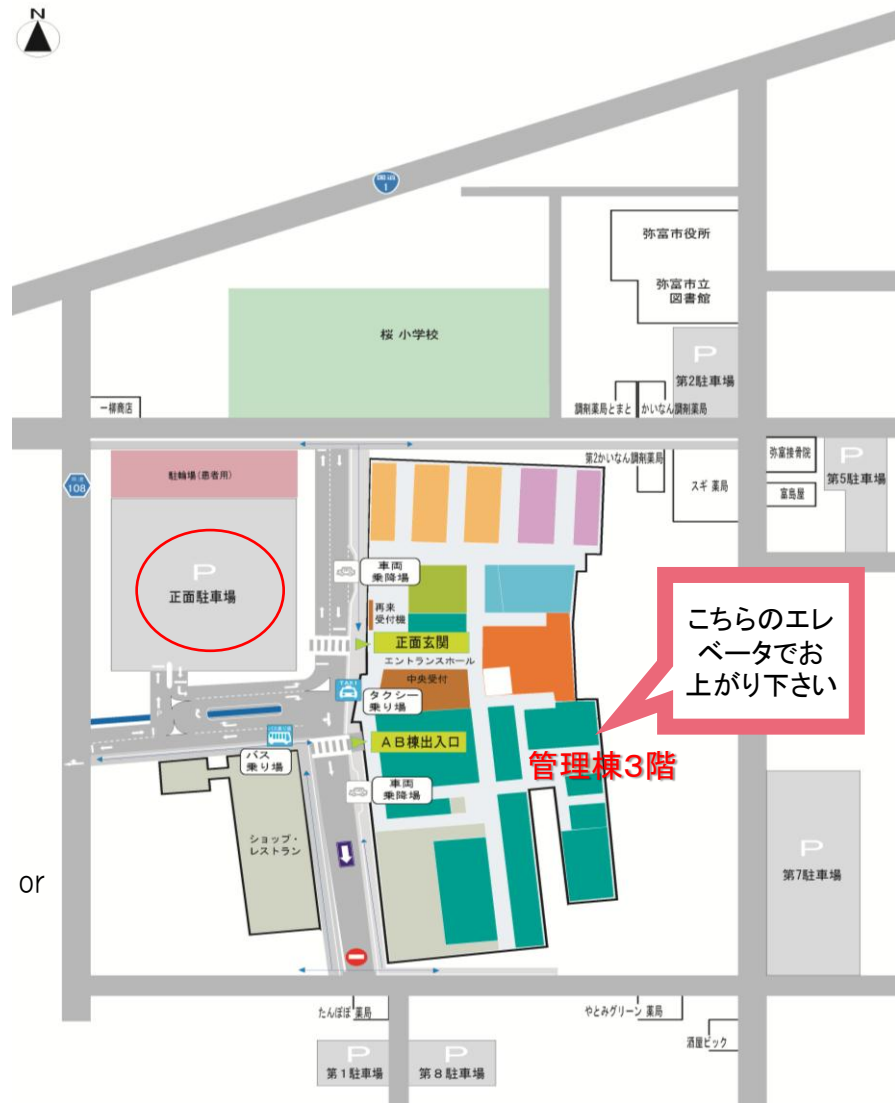 N
国道
1
弥富市役所
弥富市立
図書館
桜 小学校
P
第2駐車場
一柳商店
調剤薬局とまと
かいなん調剤薬局
第2かいなん調剤薬局
スギ 薬局
弥富接骨院
富島屋
P
第5駐車場
108
駐輪場(患者用)
P
正面駐車場
車両
乗降場
再来
受付機
正面玄関
エントランスホール
中央受付
こちらのエレ
ベータでお
上がり下さい
TAXI
タクシー
乗り場
バス
乗り場
AB棟出入口
管理棟3階
車両
乗降場
ショップ・
レストラン
P
第7駐車場
or
たんぽぽ 薬局
やとみグリーン 薬局
酒屋ビック
P
第1駐車場
P
第8駐車場